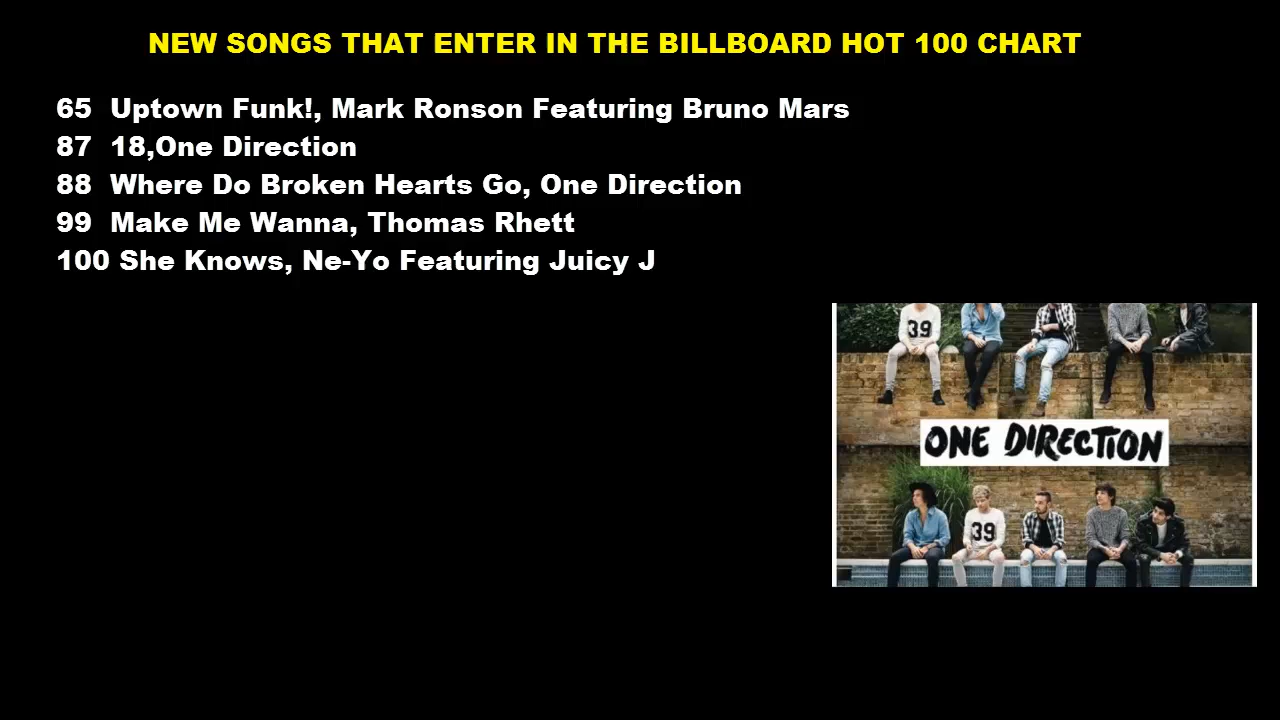 NEW SONGS THAT ENTER IN THE BILLBOARD HOT 100 CHART
65 Uptown Funk!, Mark Ronson Featuring Bruno Mars
87 18,One Direction
88 Where Do Broken Hearts Go, One Direction
99 Make Me Wanna, Thomas Rhett
100 She Knows, Ne-Yo Featuring Juicy J
39
ONE DIRECTION
39